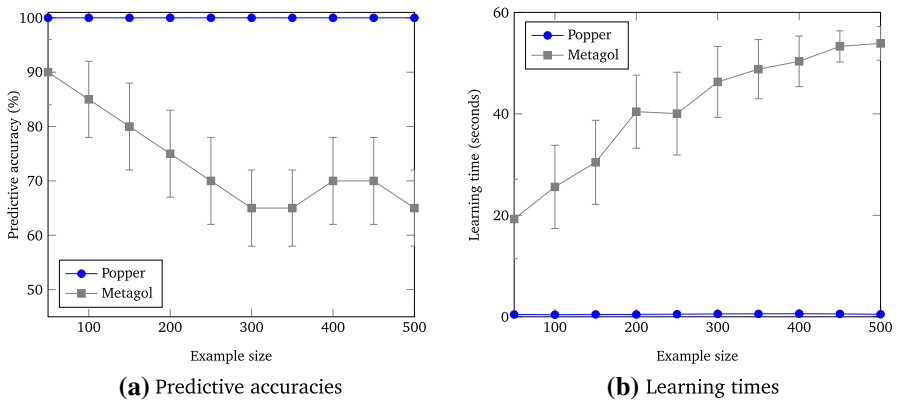 100
90
80
70
60
50
Predictive accuracy (%)
Popper
Metagol
100 200 300 400 500
Example size
(a) Predictive accuracies
60
40
20
0
Learning time (seconds)
Popper
Metagol
100 200 300 400 500
Example size
(b) Learning times